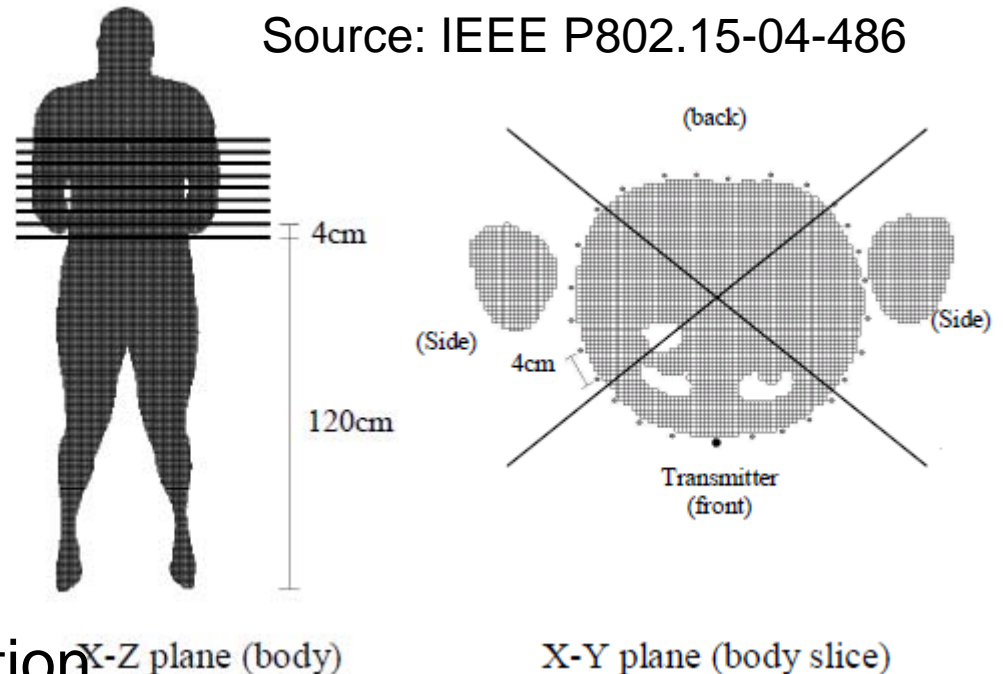 Source: IEEE P802.15-04-486
(back)
4cm
(Side)
(Side)
4cm
120cm
Transmitter
(front)
X-Z plane (body)
X-Y plane (body slice)